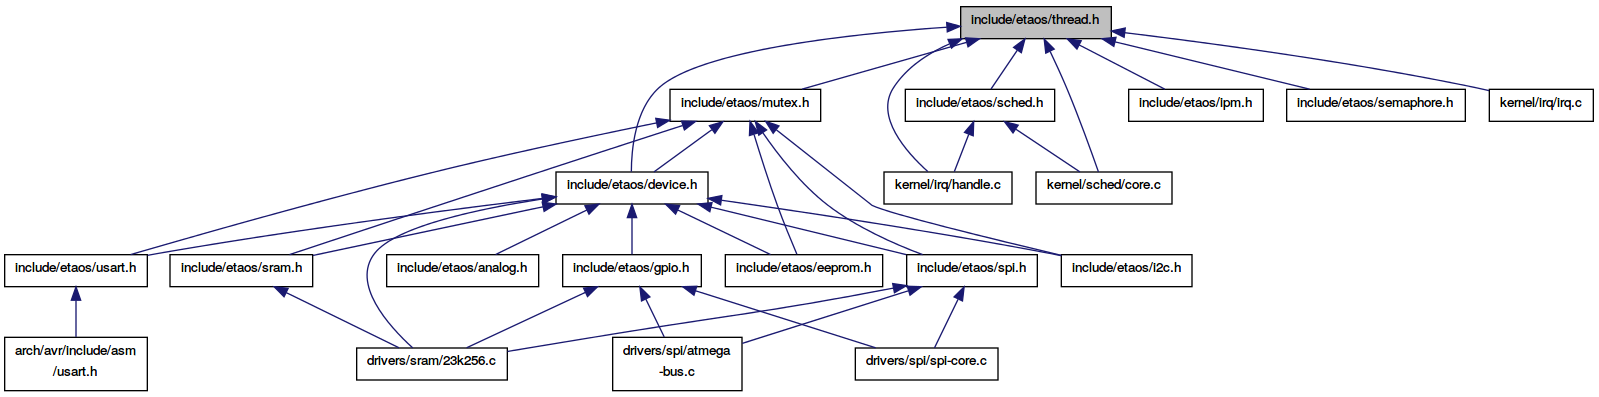 include/etaos/thread.h
include/etaos/mutex.h
include/etaos/sched.h
include/etaos/ipm.h
include/etaos/semaphore.h
kernel/irq/irq.c
include/etaos/device.h
kernel/irq/handle.c
kernel/sched/core.c
include/etaos/usart.h
include/etaos/sram.h
include/etaos/analog.h
include/etaos/gpio.h
include/etaos/eeprom.h
include/etaos/spi.h
include/etaos/i2c.h
arch/avr/include/asm
/usart.h
drivers/sram/23k256.c
drivers/spi/atmega
-bus.c
drivers/spi/spi-core.c